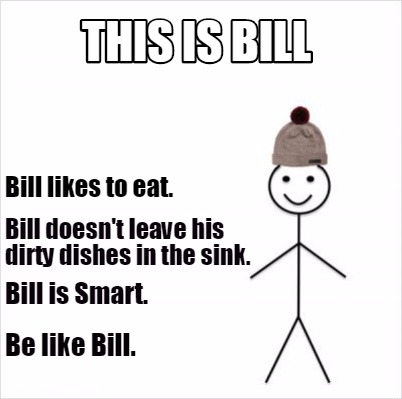 THIS IS BILL
Bill likes to eat.
Bill doesn't leave his
dirty dishes in the sink.
Bill is Smart.
Be like Bill.